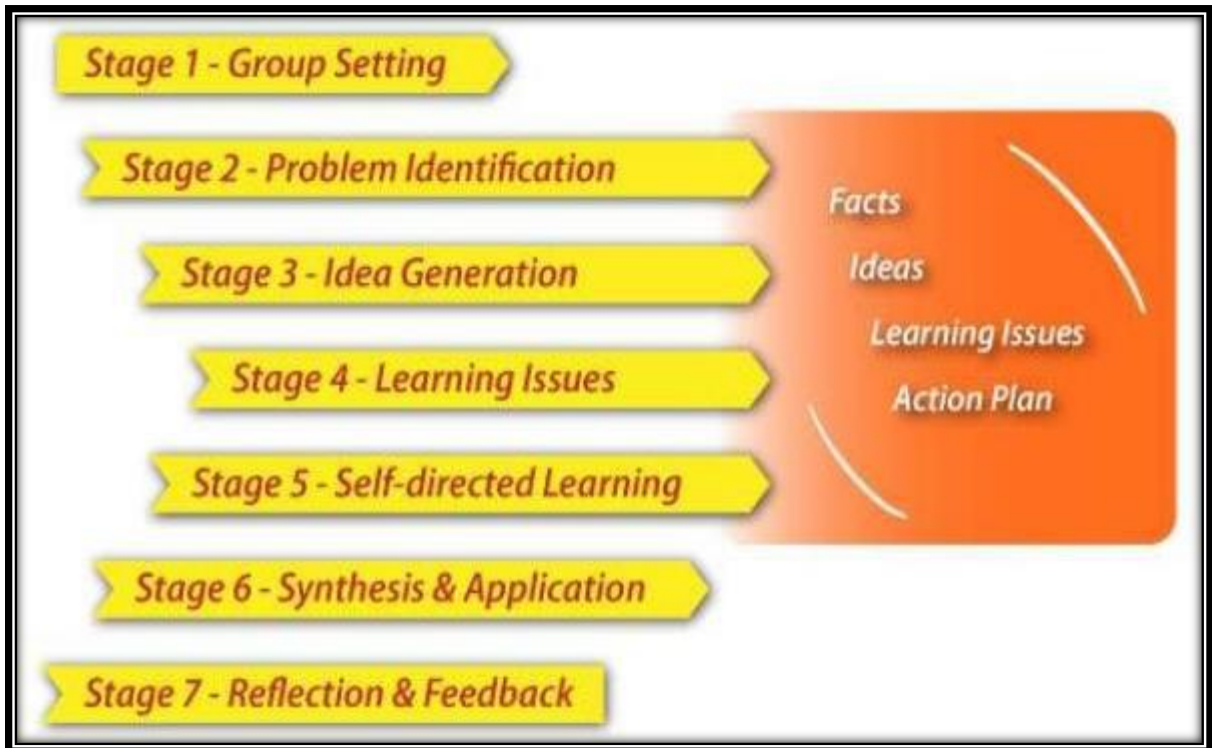 Stage 1 - Group Setting
Stage 2 - Problem Identification
Stage 3 - Idea Generation
Stage 4 - Learning Issues
Stage 5 - Self-directed Learning
Stage 6 - Synthesis & Application
Stage 7 - Reflection & Feedback
Facts
Ideas
Learning Issues
Action Plan